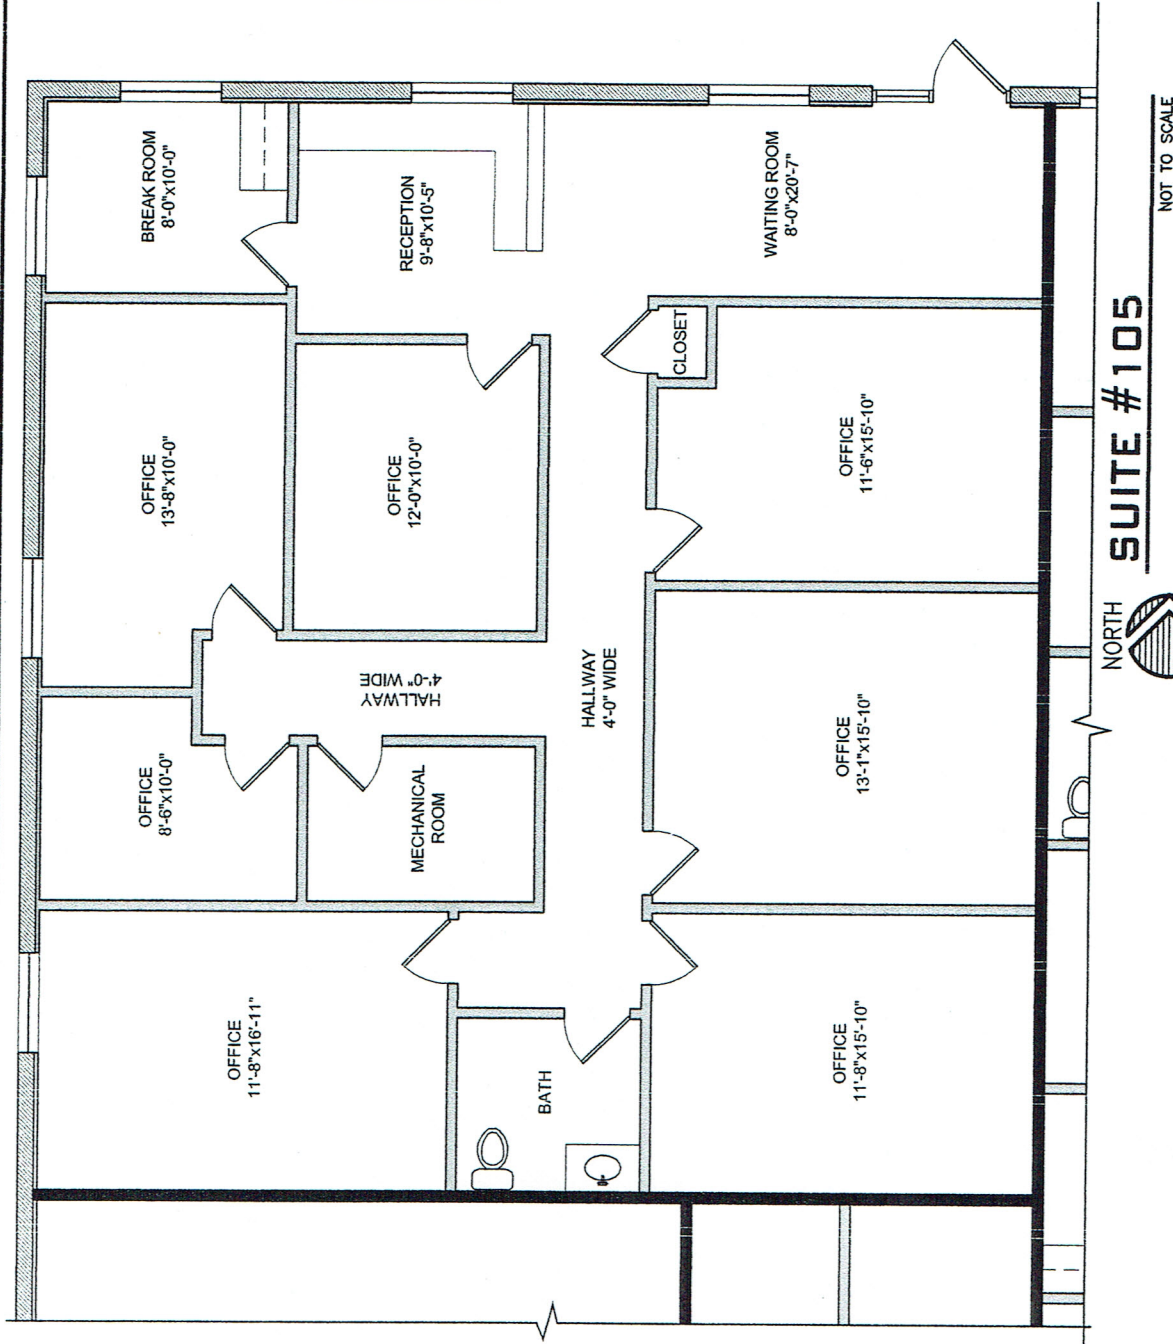 BREAK ROOM
8'-0"x10'-0"
RECEPTION
9'-8"x10'-5"
WAITING ROOM
8'-0"x20'-7"
OFFICE
13'-8"x10'-0"
OFFICE
12'-0"x10'-0"
CLOSET
OFFICE
11'-6"x15'-10"
HALLWAY
4'-0" WIDE
HALLWAY
4'-0" WIDE
OFFICE
8'-6"x10'-0"
MECHANICAL
ROOM
OFFICE
13'-1"x15'-10"
OFFICE
11'-8"x16'-11"
BATH
OFFICE
11'-8"x15'-10"
NORTH
SUITE #105
NOT TO SCALE